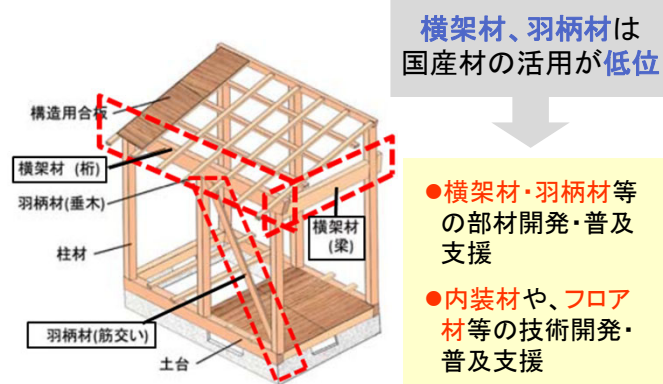 横架材、羽柄材は
国産材の活用が低位
構造用合板
横架材 (桁)
羽柄材(垂木)
柱材
横架材
(梁)
羽柄材(筋交い)
土台
●横架材・羽柄材等
の部材開発・普及
支援
●内装材や、フロア
材等の技術開発・
普及支援